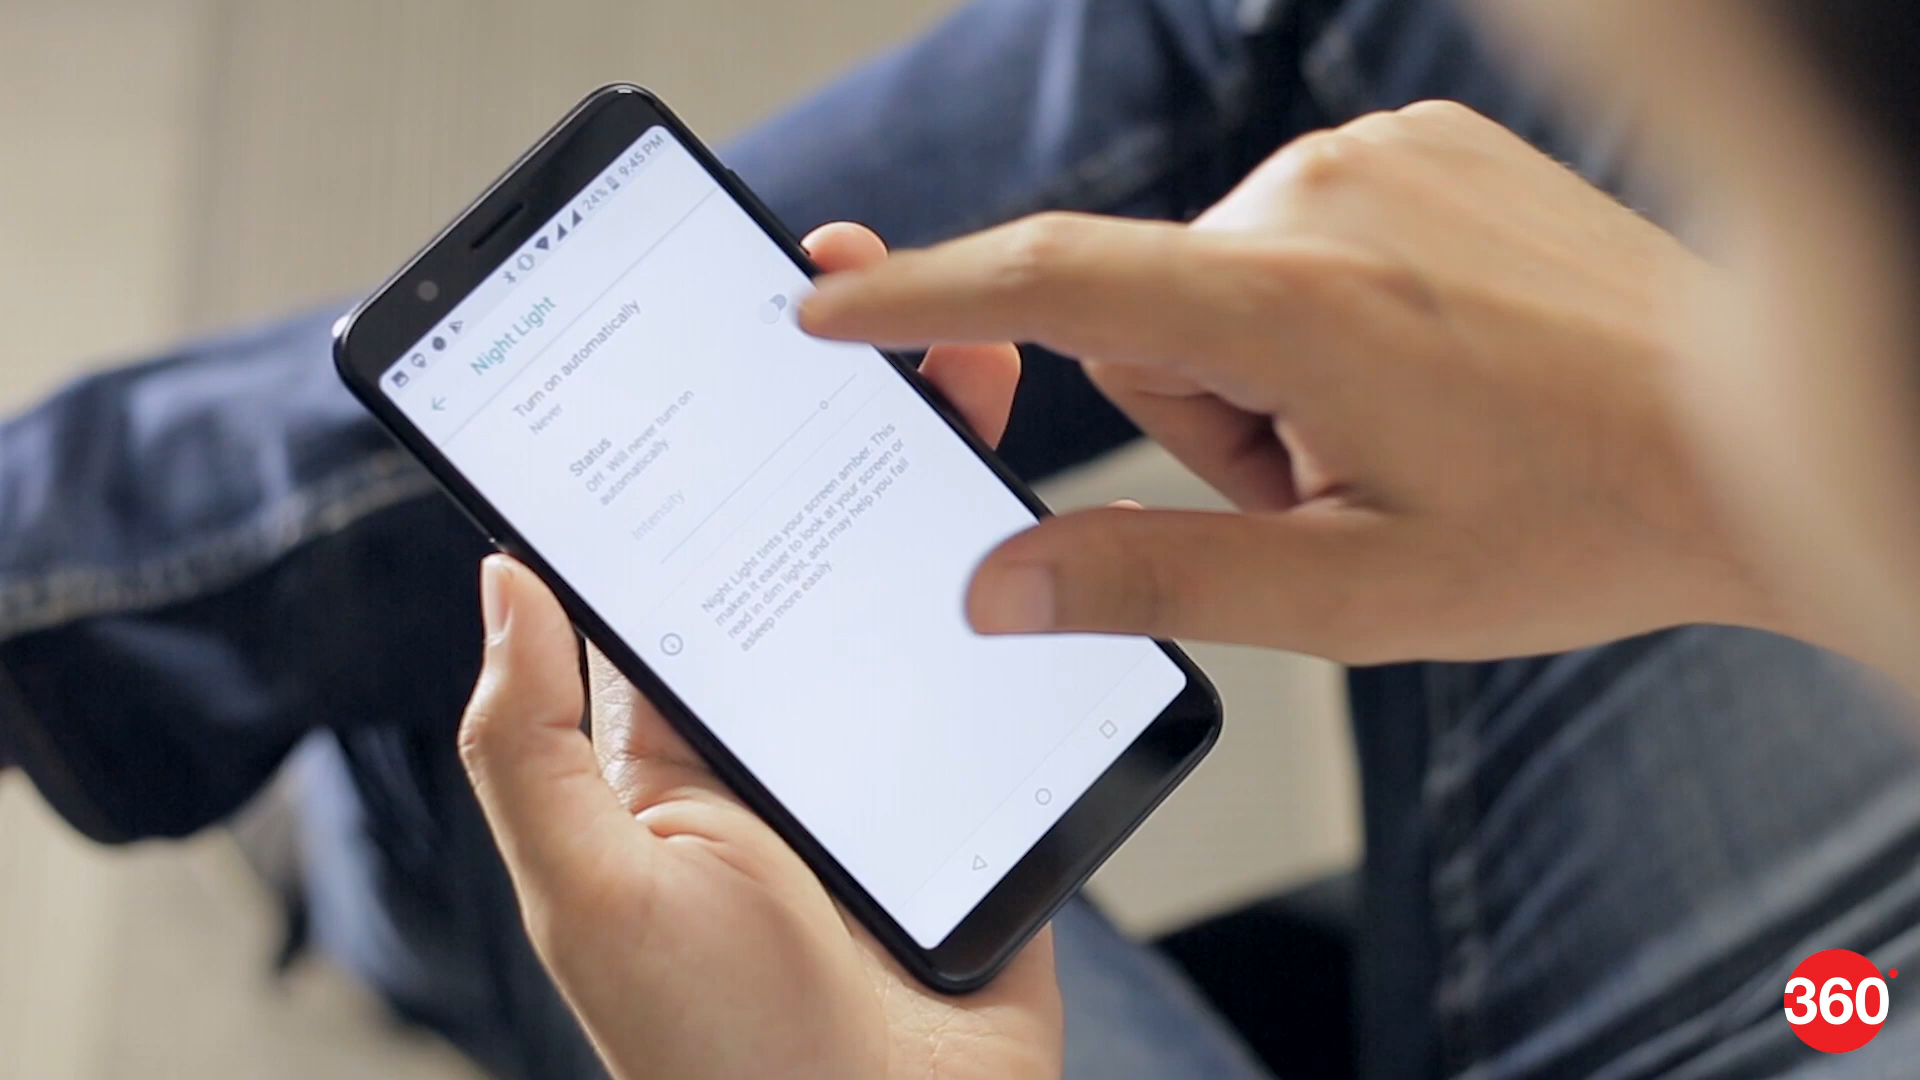 24% 9:45 PM
Night Light
Turn on automatically
Never
Status
Off. Will never turn on
automatically
Intensity
Night Light tints your screen amber. This
makes it easier to look at your screen or
read in dim light, and may help you fall
asleep more easily.
360